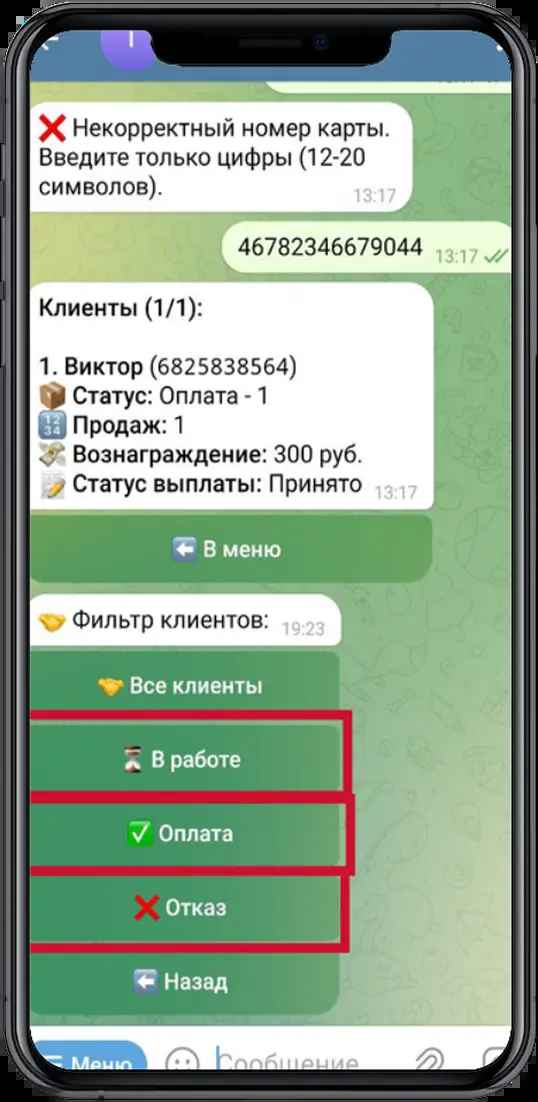 ❌ Некорректный номер карты.
Введите только цифры (12-20
символов).
13:17
46782346679044 13:17
Клиенты (1/1):
1. Виктор (6825838564)
📦 Статус: Оплата - 1
🔢 Продаж: 1
💸 Вознаграждение: 300 руб.
📝 Статус выплаты: Принято 13:17
⬅️ В меню
🤝 Фильтр клиентов: 19:23
🤝 Все клиенты
⏳ В работе
✅ Оплата
❌ Отказ
⬅️ Назад
Меню Сообщение